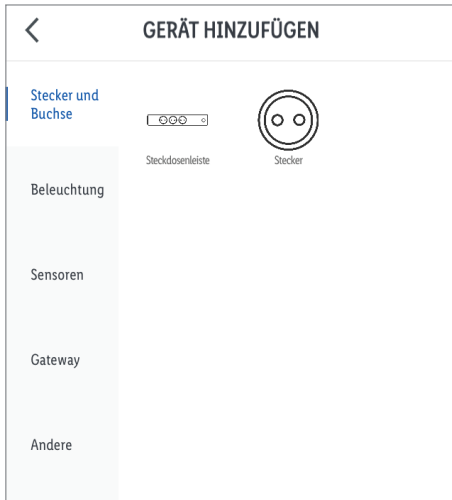 GERÄT HINZUFÜGEN
Stecker und
Buchse
Steckdosenleiste
Stecker
Beleuchtung
Sensoren
Gateway
Andere